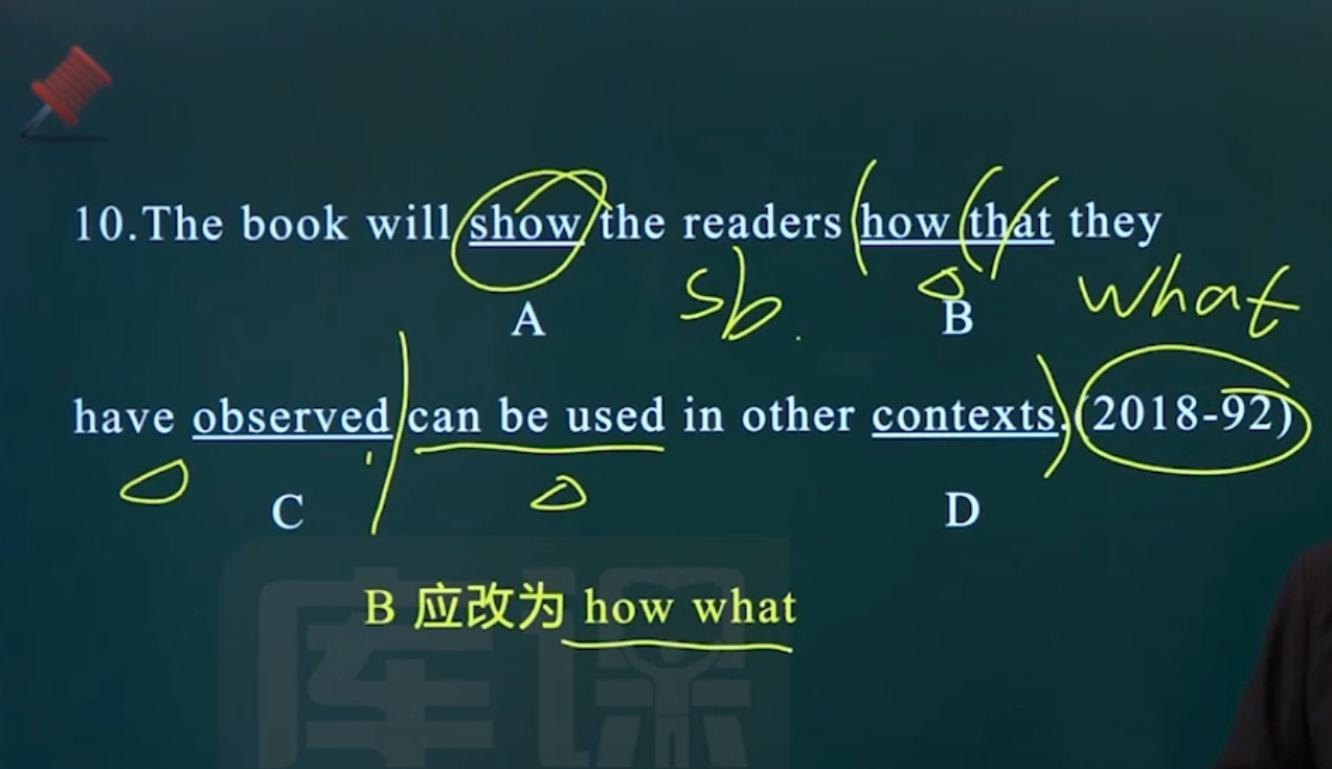 10.The book will show the readers how that they
A sb. B what
have observed can be used in other contexts. (2018-92)
C D
B 应改为 how what
库课